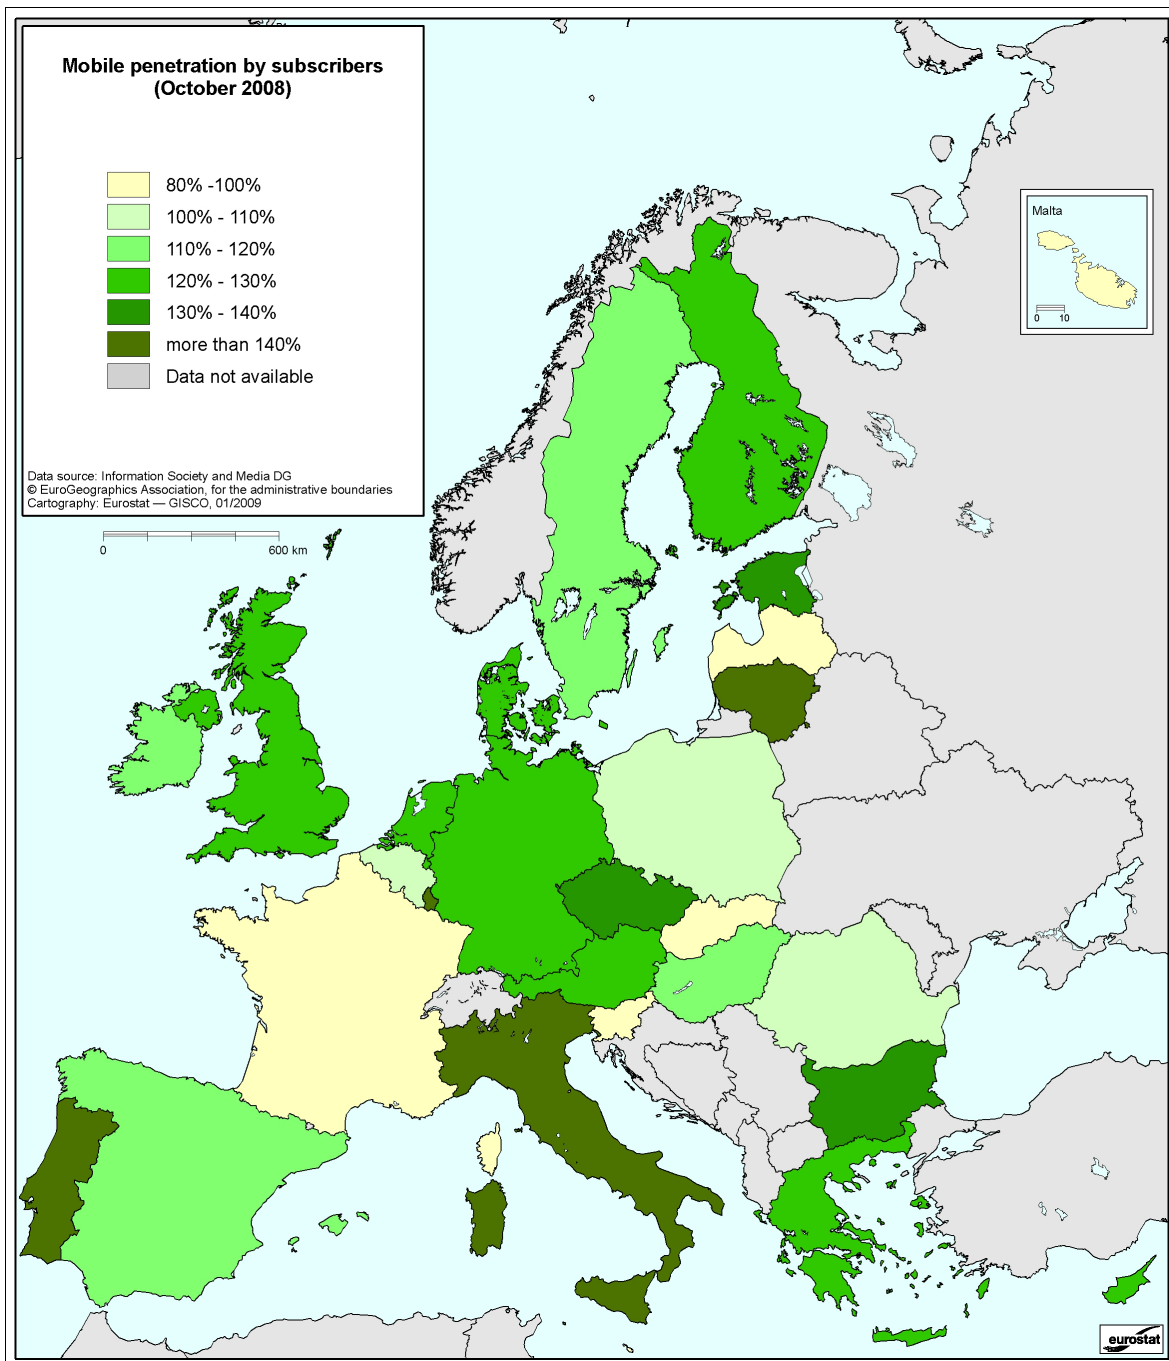 Mobile penetration by subscribers
(October 2008)
80% -100%
100% - 110%
110% - 120%
120% - 130%
130% - 140%
more than 140%
Data not available
Data source: Information Society and Media DG
© EuroGeographics Association, for the administrative boundaries
Cartography: Eurostat — GISCO, 01/2009
0 600 km
Malta
0 10
eurostat